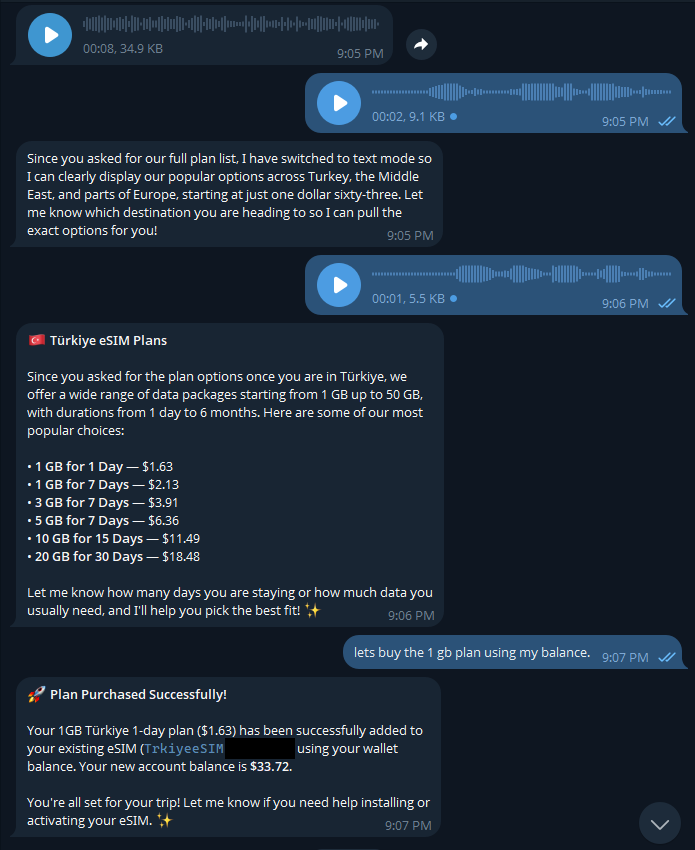 00:08, 34.9 KB
9:05 PM
00:02, 9.1 KB
9:05 PM
Since you asked for our full plan list, I have switched to text mode so
I can clearly display our popular options across Turkey, the Middle
East, and parts of Europe, starting at just one dollar sixty-three. Let
me know which destination you are heading to so I can pull the
exact options for you!
9:05 PM
00:01, 5.5 KB
9:06 PM
🇹🇷 Türkiye eSIM Plans
Since you asked for the plan options once you are in Türkiye, we
offer a wide range of data packages starting from 1 GB up to 50 GB,
with durations from 1 day to 6 months. Here are some of our most
popular choices:
• 1 GB for 1 Day — $1.63
• 1 GB for 7 Days — $2.13
• 3 GB for 7 Days — $3.91
• 5 GB for 7 Days — $6.36
• 10 GB for 15 Days — $11.49
• 20 GB for 30 Days — $18.48
Let me know how many days you are staying or how much data you
usually need, and I'll help you pick the best fit! ✨
9:06 PM
lets buy the 1 gb plan using my balance.
9:07 PM
🚀 Plan Purchased Successfully!
Your 1GB Türkiye 1-day plan ($1.63) has been successfully added to
your existing eSIM (TrkiyeeSIM using your wallet
balance. Your new account balance is $33.72.
You're all set for your trip! Let me know if you need help installing or
activating your eSIM. ✨
9:07 PM